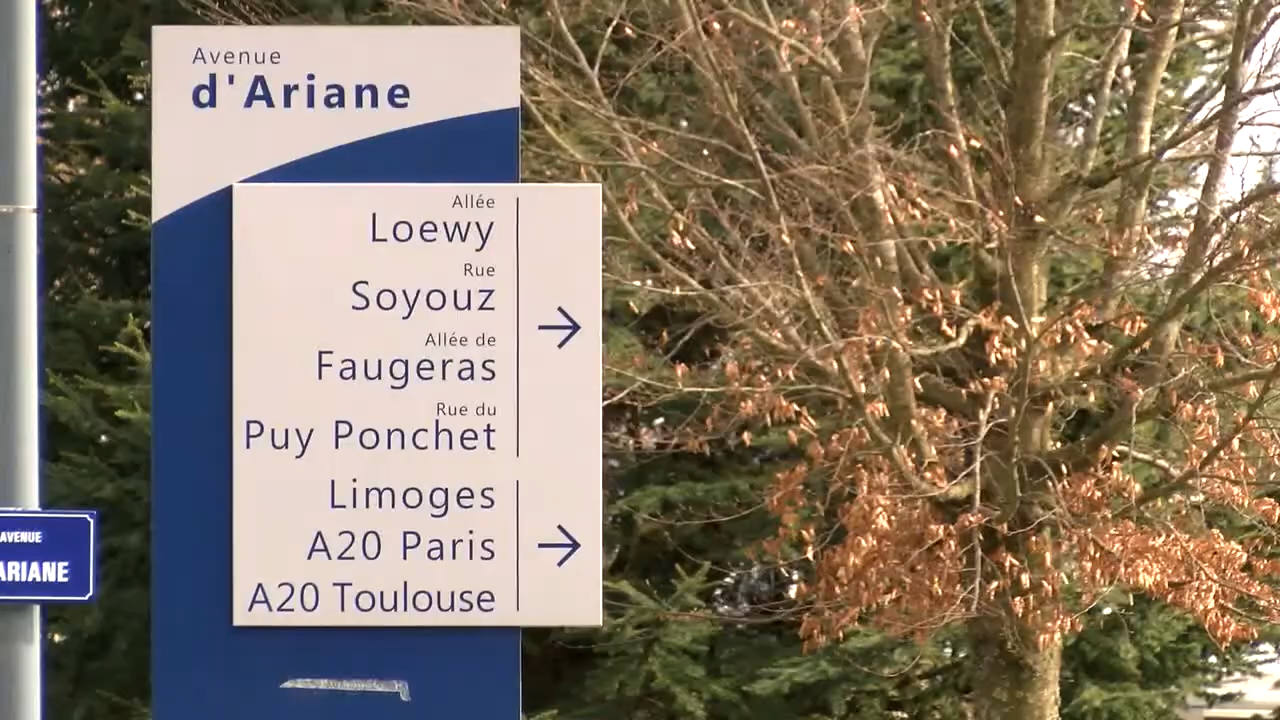 Avenue
d'Ariane
Allée
Loewy
Rue
Soyouz
Allée de
Faugeras
Rue du
Puy Ponchet
Limoges
A20 Paris
A20 Toulouse
AVENUE
ARIANE